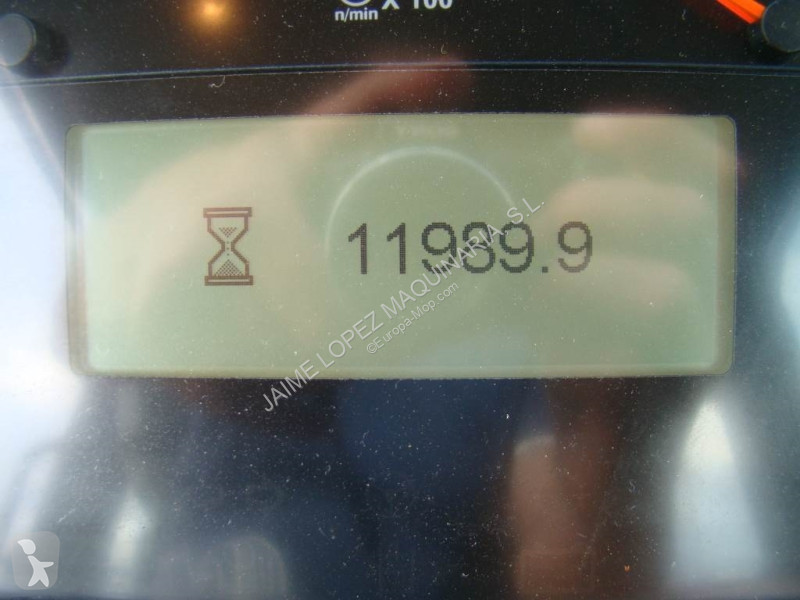 n/min X 100
11989.9
JAIME LOPEZ MAQUINARIA, S.L.
©Europa-Mop.com